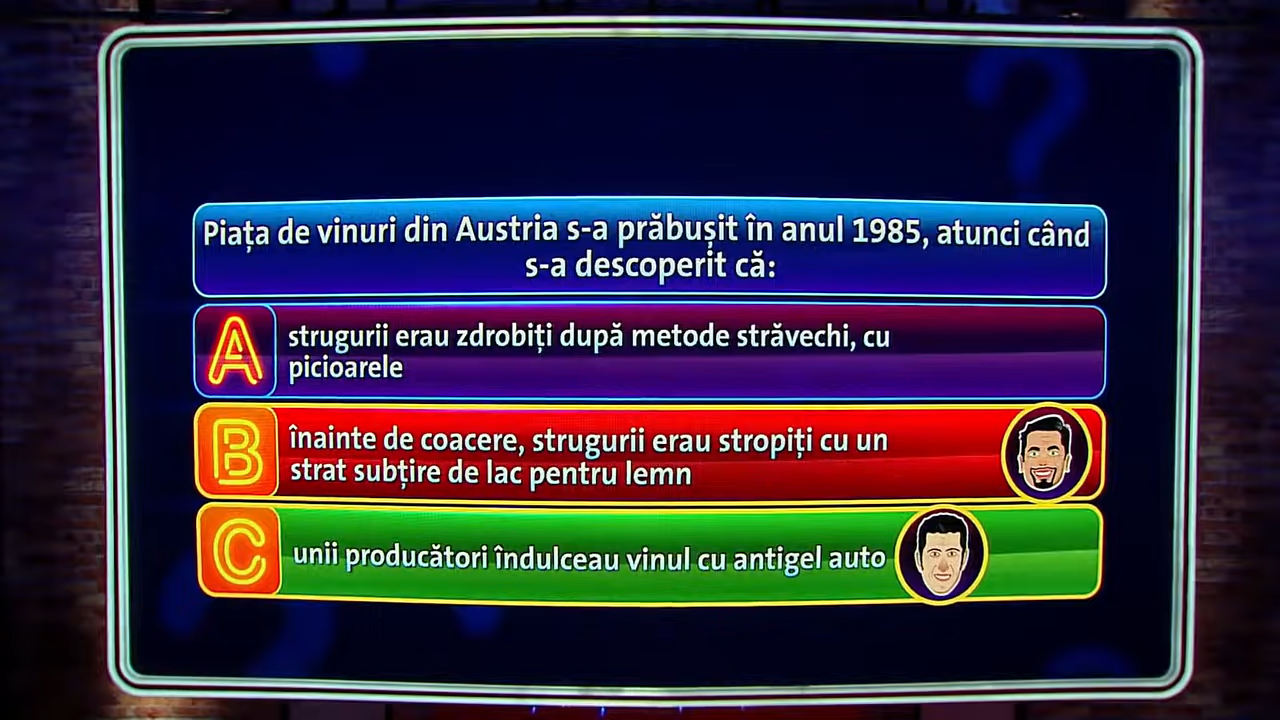 Piața de vinuri din Austria s-a prăbușit în anul 1985, atunci când
s-a descoperit că:
A
strugurii erau zdrobiți după metode străvechi, cu
picioarele
B
înainte de coacere, strugurii erau stropiți cu un
strat subțire de lac pentru lemn
C
unii producători îndulceau vinul cu antigel auto